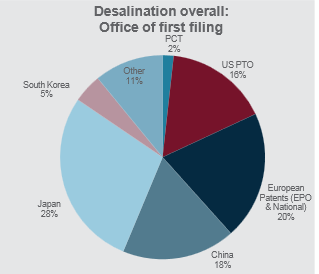 Desalination overall:
Office of first filing
PCT
2%
US PTO
16%
European
Patents (EPO
& National)
20%
China
18%
Japan
28%
South Korea
5%
Other
11%